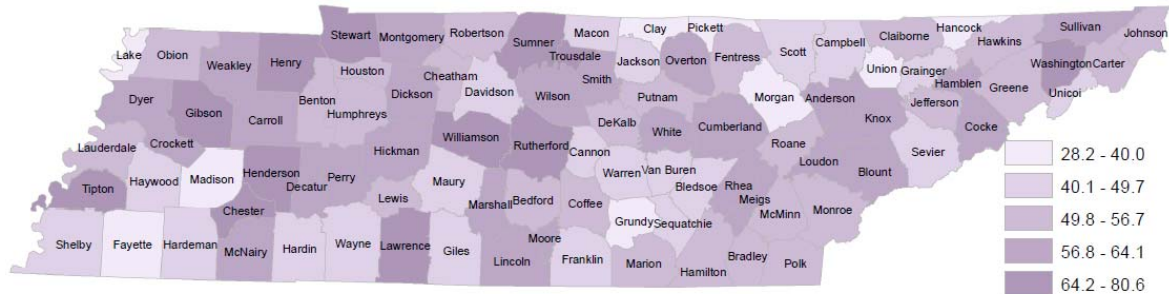 Lake
Obion
Weakley
Henry
Stewart
Montgomery
Robertson
Sumner
Macon
Trousdale
Clay
Pickett
Jackson
Overton
Fentress
Scott
Campbell
Claiborne
Hancock
Hawkins
Sullivan
Johnson
Union
Grainger
Hamblen
Washington
Carter
Unicoi
Greene
Dyer
Gibson
Carroll
Benton
Houston
Humphreys
Dickson
Cheatham
Davidson
Wilson
Smith
Putnam
DeKalb
White
Cumberland
Morgan
Anderson
Knox
Jefferson
Cocke
Sevier
Lauderdale
Crockett
Haywood
Madison
Henderson
Decatur
Perry
Hickman
Williamson
Rutherford
Cannon
Warren
Van Buren
Bledsoe
Rhea
Meigs
Roane
Loudon
Blount
Tipton
Chester
Lewis
Maury
Marshall
Bedford
Coffee
Grundy
Sequatchie
McMinn
Monroe
Shelby
Fayette
Hardeman
McNairy
Hardin
Wayne
Lawrence
Giles
Lincoln
Moore
Franklin
Marion
Hamilton
Bradley
Polk
28.2 - 40.0
40.1 - 49.7
49.8 - 56.7
56.8 - 64.1
64.2 - 80.6